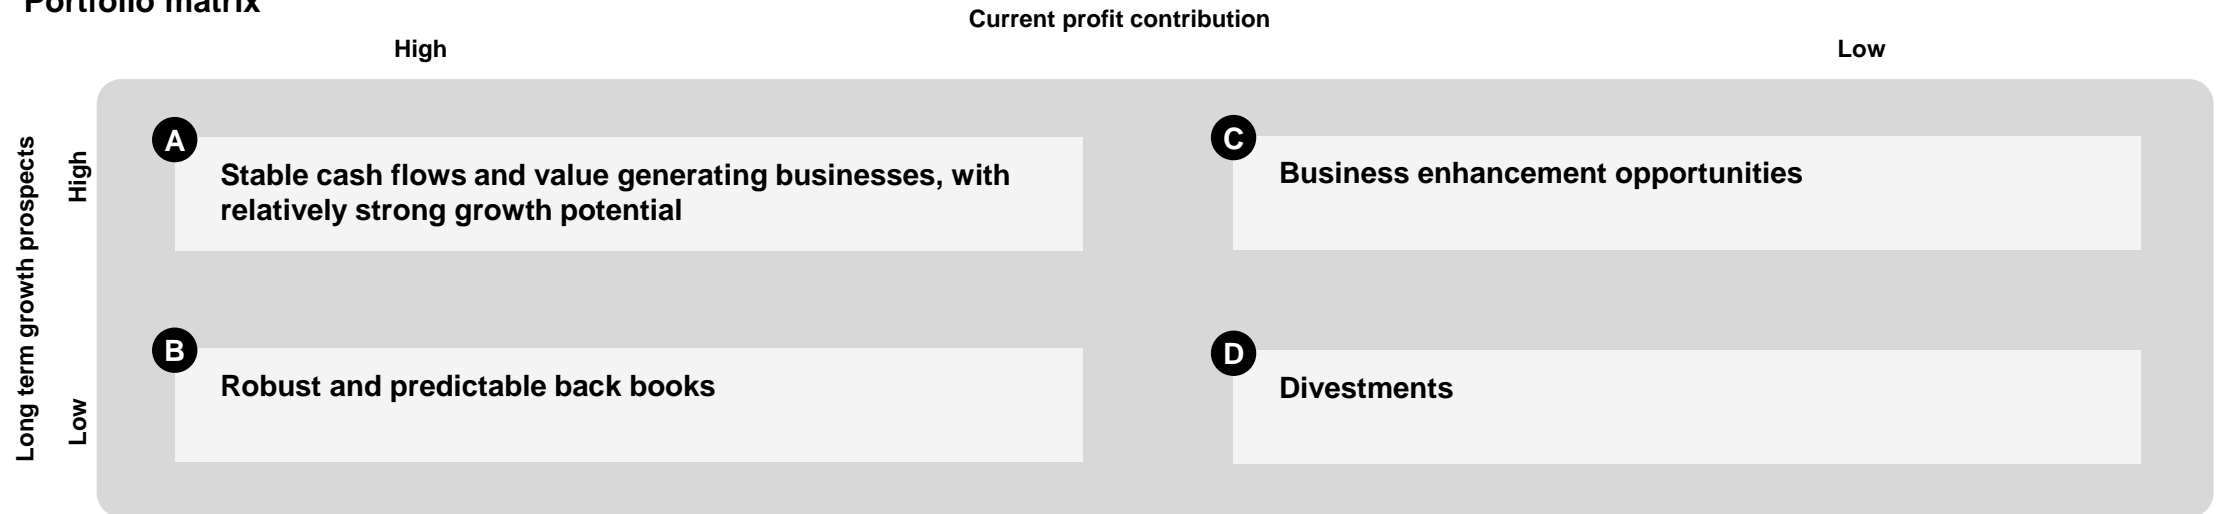 Portfolio matrix
Current profit contribution
High
Low
Long term growth prospects
High
A
Stable cash flows and value generating businesses, with
relatively strong growth potential
C
Business enhancement opportunities
Low
B
Robust and predictable back books
D
Divestments